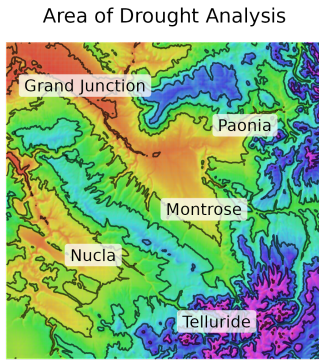 Area of Drought Analysis
Grand Junction
Paonia
Montrose
Nucla
Telluride